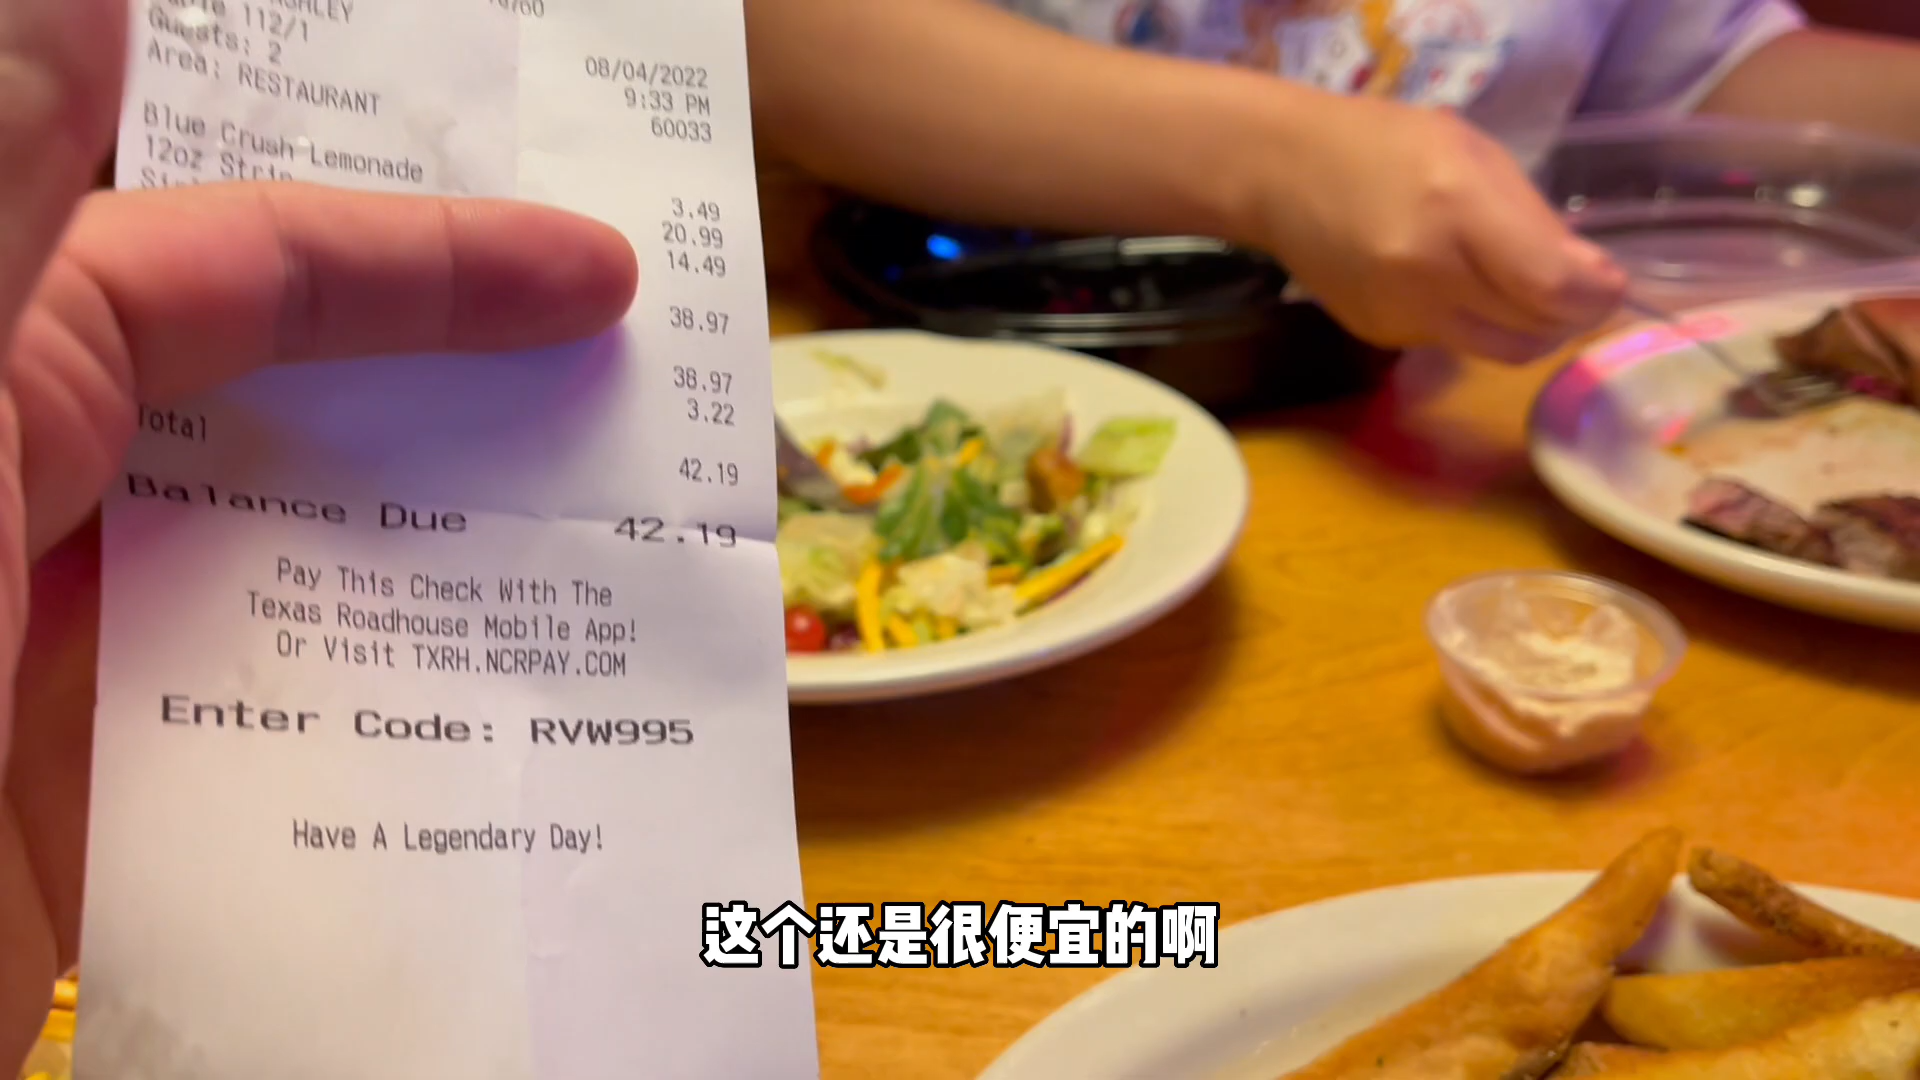 112/1
Guests: 2
Area: RESTAURANT
08/04/2022
9:33 PM
60033
Blue Crush Lemonade
3.49
12oz Strip
20.99
14.49
38.97
38.97
3.22
Total
42.19
Balance Due 42.19
Pay This Check With The
Texas Roadhouse Mobile App!
Or Visit TXRH.NCRPAY.COM
Enter Code: RVW995
Have A Legendary Day!
这个还是很便宜的啊